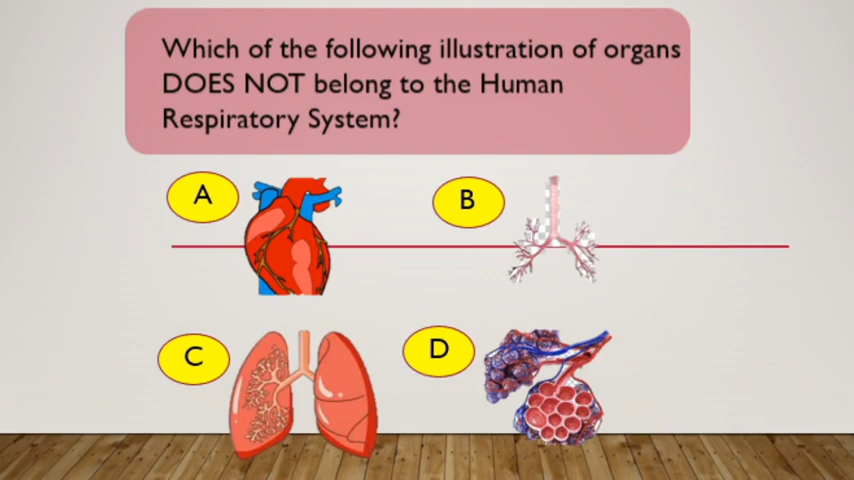 Which of the following illustration of organs
DOES NOT belong to the Human
Respiratory System?
A
B
C
D